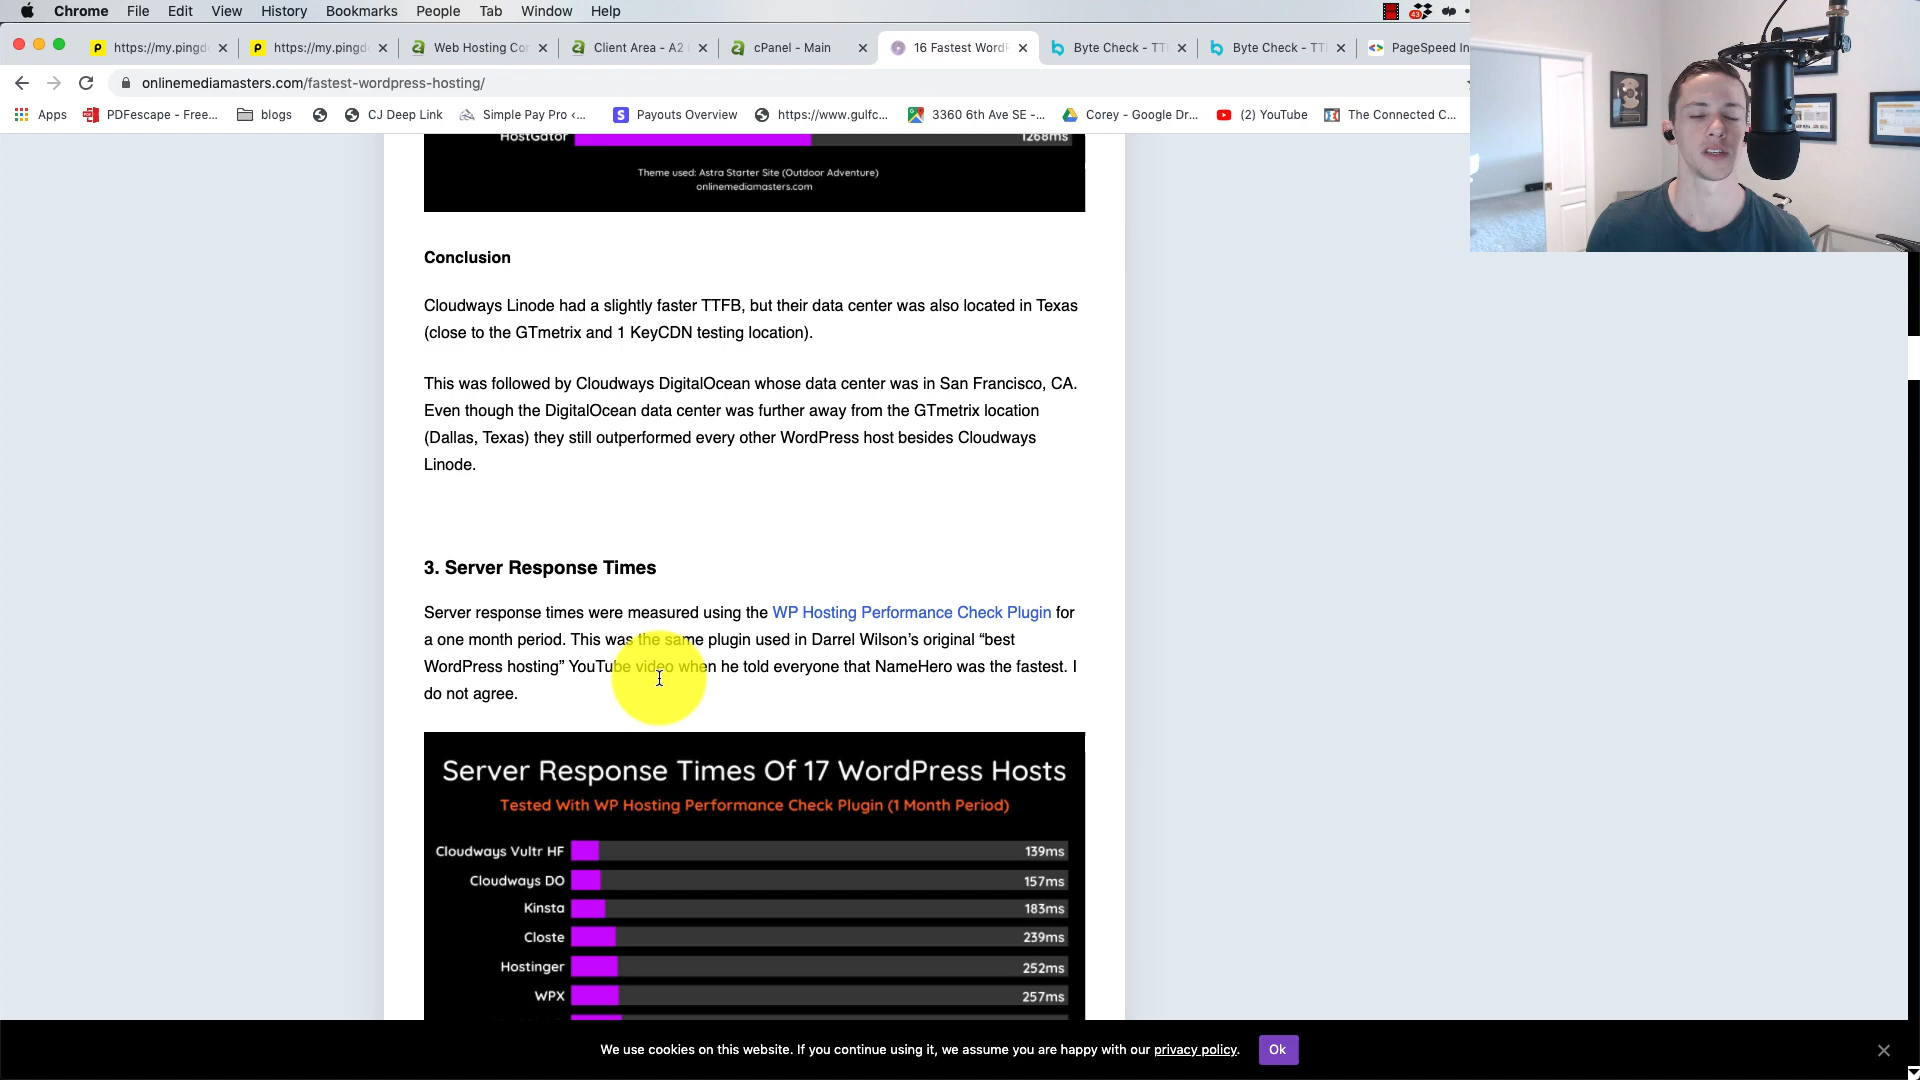 Chrome File Edit View History Bookmarks People Tab Window Help
https://my.pingd
https://my.pingd
Web Hosting Co
Client Area - A2
cPanel - Main
16 Fastest Word
Byte Check - TT
Byte Check - TT
PageSpeed In
onlinemediamasters.com/fastest-wordpress-hosting/
Apps PDFescape - Free... blogs CJ Deep Link Simple Pay Pro <... Payouts Overview https://www.gulfc... 3360 6th Ave SE -... Corey - Google Dr... (2) YouTube The Connected C...
HostGator 1268ms
Theme used: Astra Starter Site (Outdoor Adventure)
onlinemediamasters.com
Conclusion
Cloudways Linode had a slightly faster TTFB, but their data center was also located in Texas
(close to the GTmetrix and 1 KeyCDN testing location).
This was followed by Cloudways DigitalOcean whose data center was in San Francisco, CA.
Even though the DigitalOcean data center was further away from the GTmetrix location
(Dallas, Texas) they still outperformed every other WordPress host besides Cloudways
Linode.
3. Server Response Times
Server response times were measured using the WP Hosting Performance Check Plugin for
a one month period. This was the same plugin used in Darrel Wilson’s original “best
WordPress hosting” YouTube video when he told everyone that NameHero was the fastest. I
do not agree.
Server Response Times Of 17 WordPress Hosts
Tested With WP Hosting Performance Check Plugin (1 Month Period)
Cloudways Vultr HF 139ms
Cloudways DO 157ms
Kinsta 183ms
Closte 239ms
Hostinger 252ms
WPX 257ms
We use cookies on this website. If you continue using it, we assume you are happy with our privacy policy. Ok